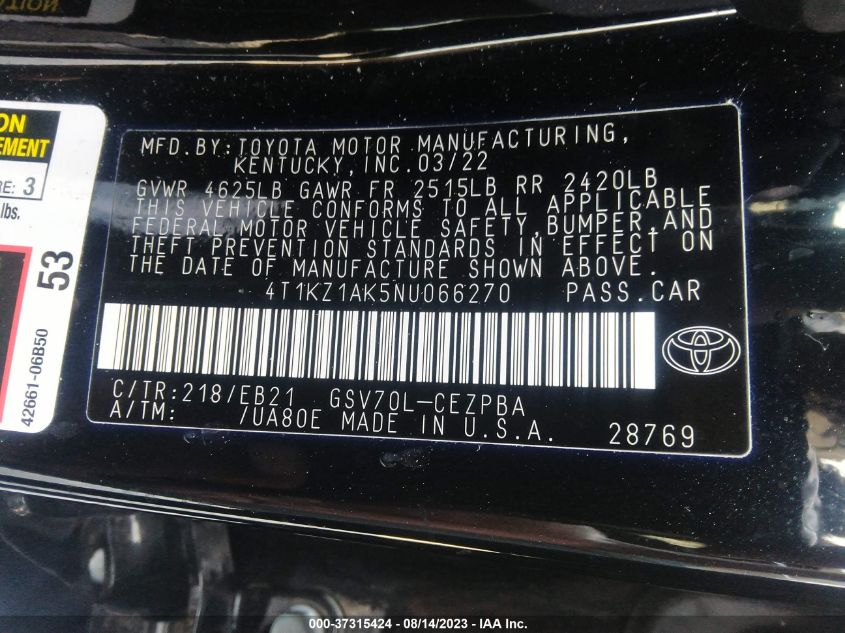 ON
EMENT
RE: 3
lbs.
53
42661-06B50
MFD.BY:TOYOTA MOTOR MANUFACTURING,
KENTUCKY, INC. 03/22
GVWR 4625LB GAWR FR 2515LB RR 2420LB
THIS VEHICLE CONFORMS TO ALL APPLICABLE
FEDERAL MOTOR VEHICLE SAFETY,BUMPER,AND
THEFT PREVENTION STANDARDS IN EFFECT ON
THE DATE OF MANUFACTURE SHOWN ABOVE.
4T1KZ1AK5NU066270 PASS.CAR
C/TR:218/EB21 GSV70L-CEZPBA
A/TM: /UA80E MADE IN U.S.A. 28769
000-37315424 - 08/14/2023 - IAAI.COM